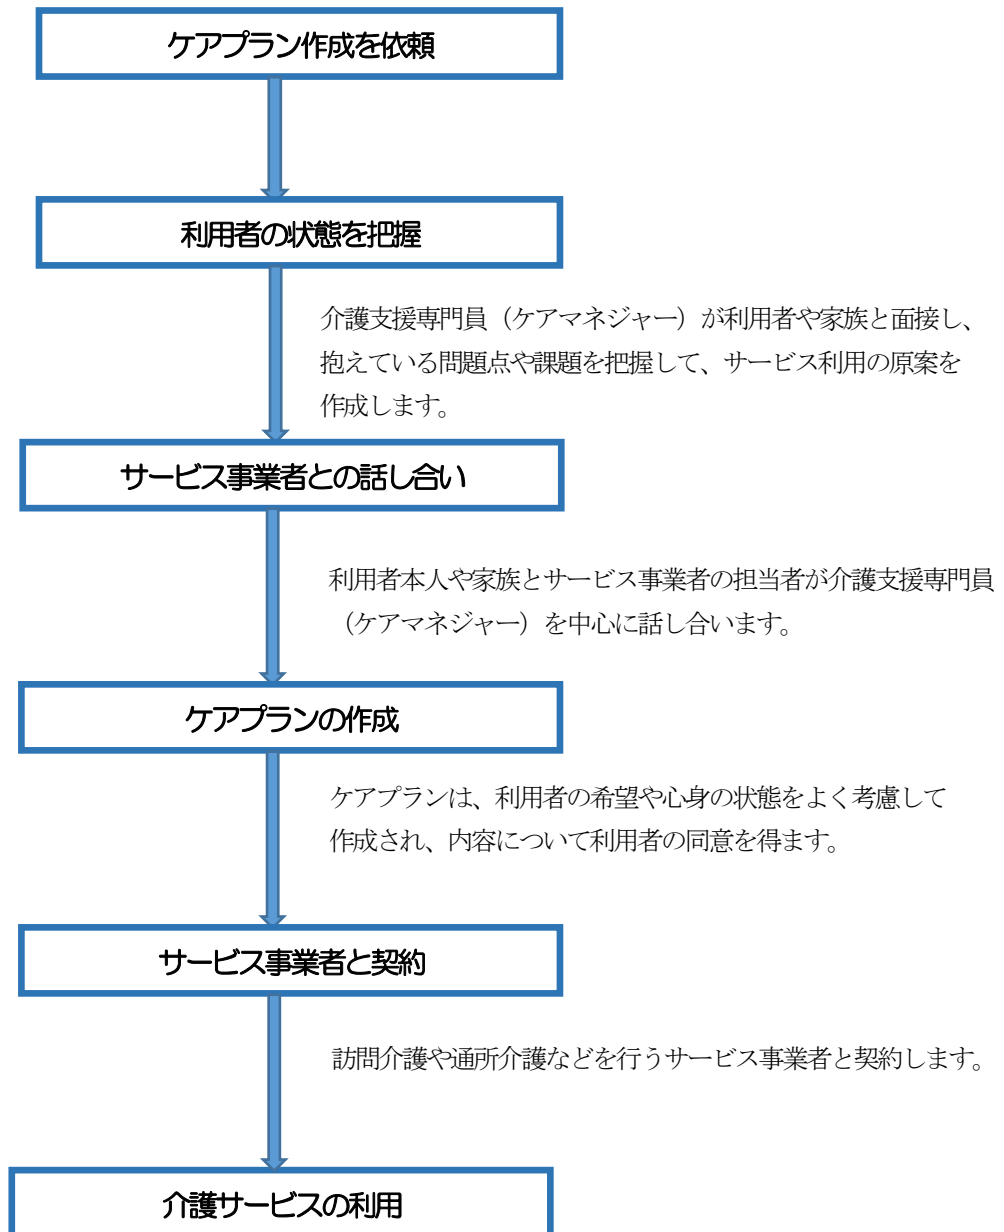 ケアプラン作成を依頼
利用者の状態を把握
介護支援専門員（ケアマネジャー）が利用者や家族と面接し、
抱えている問題点や課題を把握して、サービス利用の原案を
作成します。
サービス事業者との話し合い
利用者本人や家族とサービス事業者の担当者が介護支援専門員
（ケアマネジャー）を中心に話し合います。
ケアプランの作成
ケアプランは、利用者の希望や心身の状態をよく考慮して
作成され、内容について利用者の同意を得ます。
サービス事業者と契約
訪問介護や通所介護などを行うサービス事業者と契約します。
介護サービスの利用